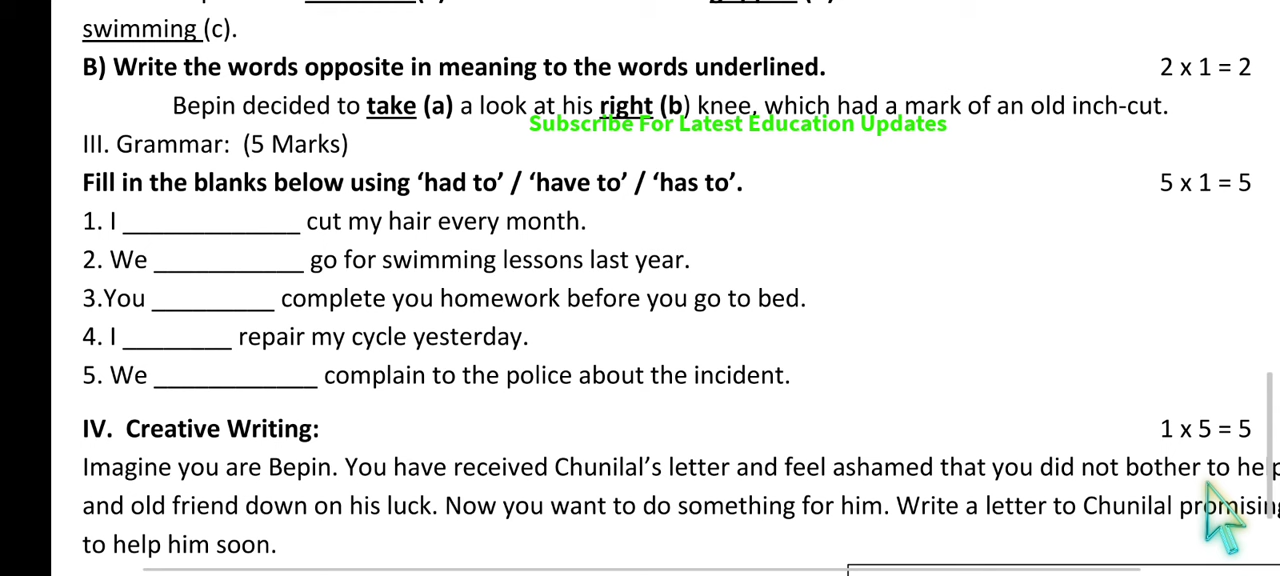 swimming (c).
B) Write the words opposite in meaning to the words underlined. 2 x 1 = 2
Bepin decided to take (a) a look at his right (b) knee, which had a mark of an old inch-cut.
Subscribe For Latest Education Updates
III. Grammar: (5 Marks)
Fill in the blanks below using ‘had to’ / ‘have to’ / ‘has to’. 5 x 1 = 5
1. I _____________ cut my hair every month.
2. We ___________ go for swimming lessons last year.
3.You _________ complete you homework before you go to bed.
4. I ________ repair my cycle yesterday.
5. We ____________ complain to the police about the incident.
IV. Creative Writing: 1 x 5 = 5
Imagine you are Bepin. You have received Chunilal’s letter and feel ashamed that you did not bother to help
and old friend down on his luck. Now you want to do something for him. Write a letter to Chunilal promising
to help him soon.